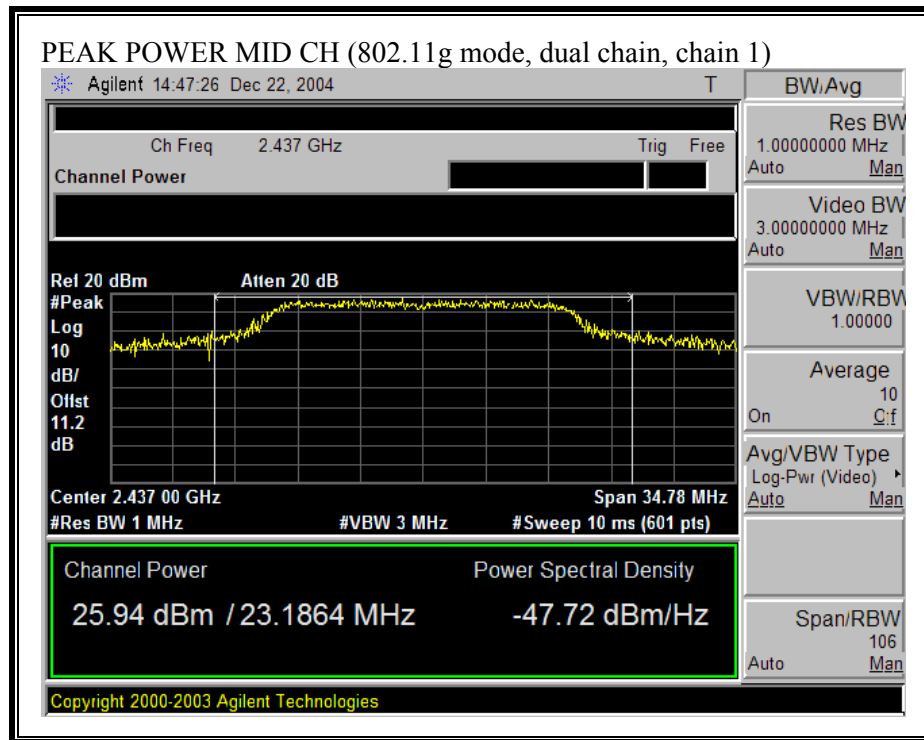 PEAK POWER MID CH (802.11g mode, dual chain, chain 1)
Agilent 14:47:26 Dec 22, 2004 T
Ch Freq 2.437 GHz Trig Free
Channel Power
Ref 20 dBm Atten 20 dB
#Peak
Log
10
dB/
Offst
11.2
dB
Center 2.437 00 GHz Span 34.78 MHz
#Res BW 1 MHz #VBW 3 MHz #Sweep 10 ms (601 pts)
Channel Power Power Spectral Density
25.94 dBm / 23.1864 MHz -47.72 dBm/Hz
Copyright 2000-2003 Agilent Technologies
BW/Avg
Res BW
1.00000000 MHz
Auto Man
Video BW
3.00000000 MHz
Auto Man
VBW/RBW
1.00000
Average
10
On
Avg/VBW Type
Log-Pwr (Video)
Auto Man
Span/RBW
106
Auto Man